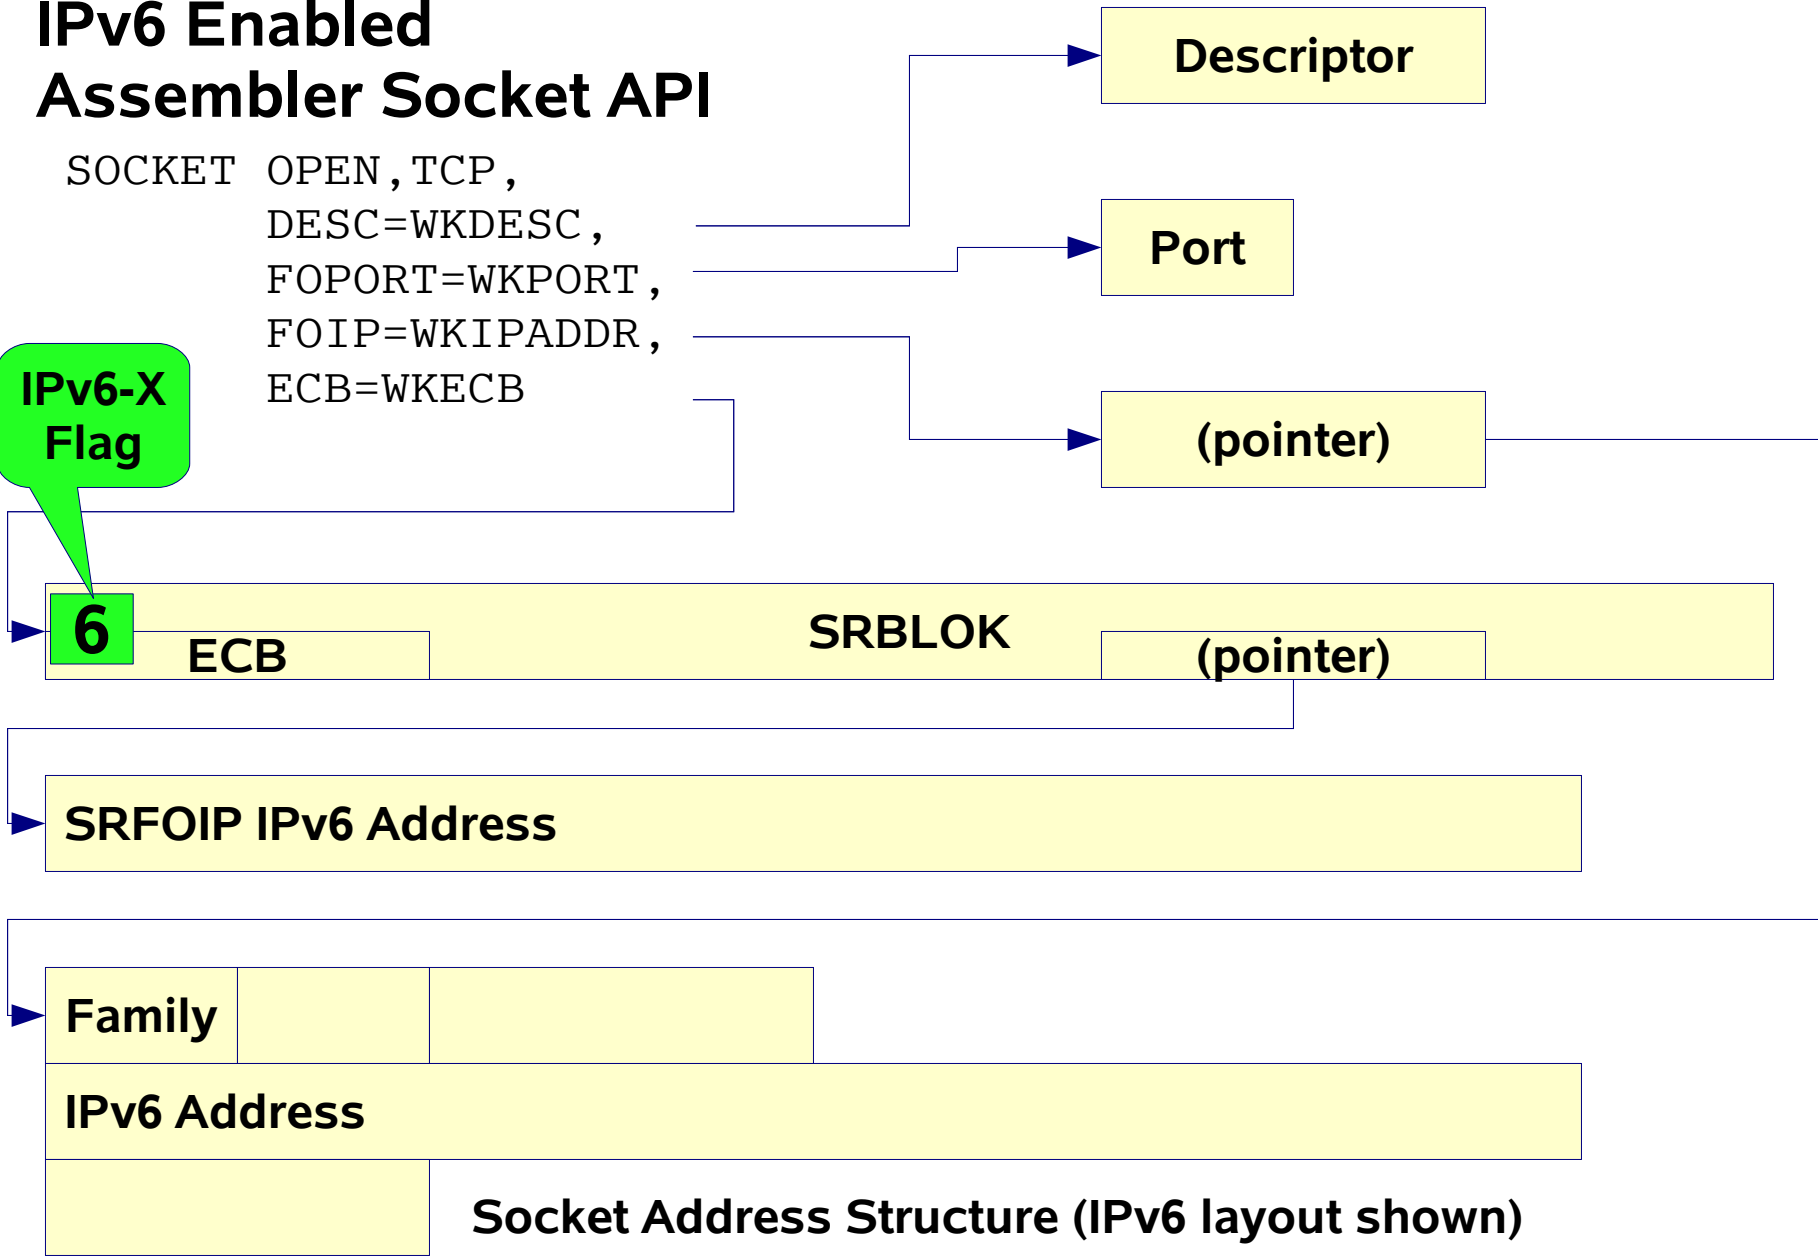 IPv6 Enabled
Assembler Socket API
SOCKET OPEN,TCP,
DESC=WKDESC,
FOPORT=WKPORT,
FOIP=WKIPADDR,
ECB=WKECB
Descriptor
Port
(pointer)
IPv6-X
Flag
6
ECB
SRBLOK
(pointer)
SRFOIP IPv6 Address
Family
IPv6 Address
Socket Address Structure (IPv6 layout shown)